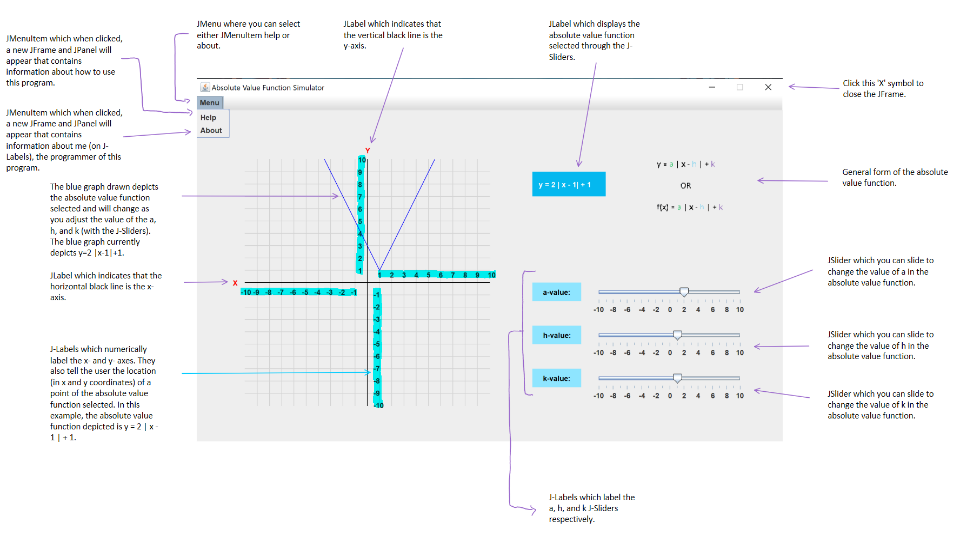 JMenu where you can select
either JMenuItem help or
about.
JLabel which indicates that
the vertical black line is the
y-axis.
JLabel which displays the
absolute value function
selected through the J-
Sliders.
JMenuItem which when clicked,
a new JFrame and JPanel will
appear that contains
information about how to use
this program.
Click this 'X' symbol to
close the JFrame.
JMenuItem which when clicked,
a new JFrame and JPanel will
appear that contains
information about me (on J-
Labels), the programmer of this
program.
Absolute Value Function Simulator
Menu
Help
About
General form of the absolute
value function.
The blue graph drawn depicts
the absolute value function
selected and will change as
you adjust the value of the a,
h, and k (with the J-Sliders).
The blue graph currently
depicts y=2 |x-1|+1.
Y
10
9
8
7
6
5
4
3
2
1
1 2 3 4 5 6 7 8 9 10
X
-10 -9 -8 -7 -6 -5 -4 -3 -2 -1
-1
-2
-3
-4
-5
-6
-7
-8
-9
-10
y = 2 | x - 1| + 1
y = a | x - h | + k
OR
f(x) = a | x - h | + k
JLabel which indicates that the
horizontal black line is the x-
axis.
J-Labels which numerically
label the x- and y- axes. They
also tell the user the location
(in x and y coordinates) of a
point of the absolute value
function selected. In this
example, the absolute value
function depicted is y = 2 | x -
1 | + 1.
a-value:
-10 -8 -6 -4 -2 0 2 4 6 8 10
h-value:
-10 -8 -6 -4 -2 0 2 4 6 8 10
k-value:
-10 -8 -6 -4 -2 0 2 4 6 8 10
JSlider which you can slide to
change the value of a in the
absolute value function.
JSlider which you can slide to
change the value of h in the
absolute value function.
JSlider which you can slide to
change the value of k in the
absolute value function.
J-Labels which label the
a, h, and k J-Sliders
respectively.